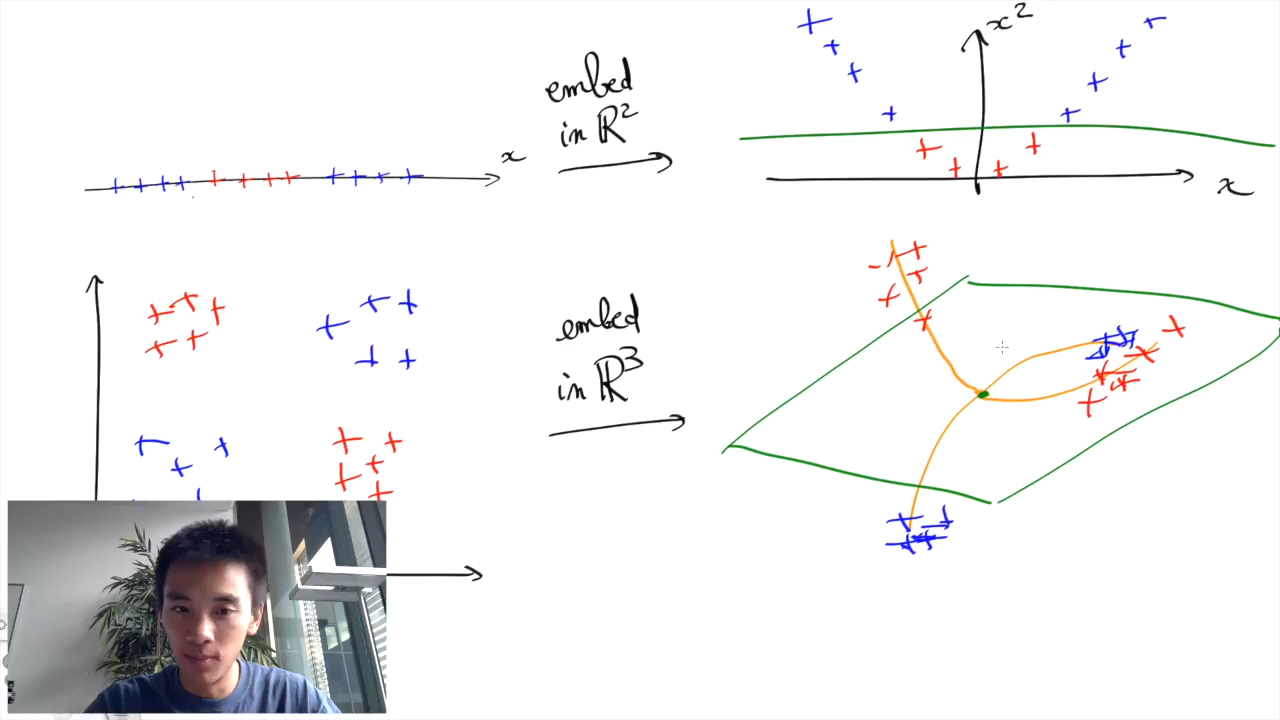 x²
embed
in ℝ²
x
x
embed
in ℝ³